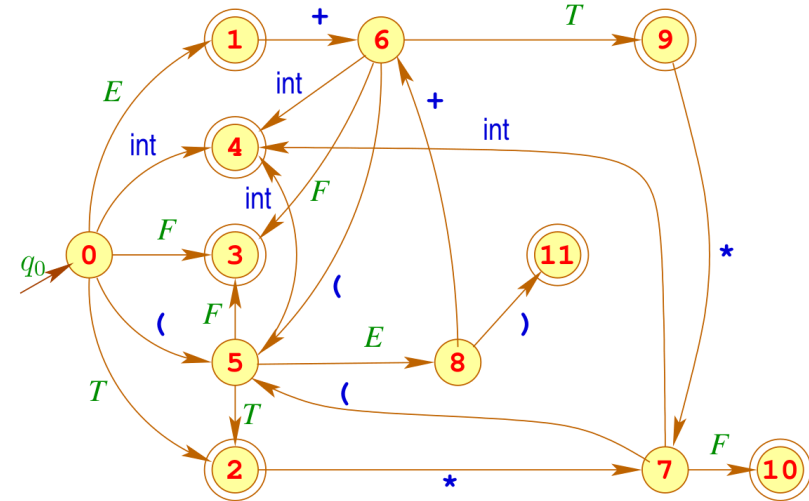 1 + 6 T 9
E int +
int 4 int
int F
F 3 11
q0 0 *
( F ( )
5 E 8
T T (
2 * 7 F 10